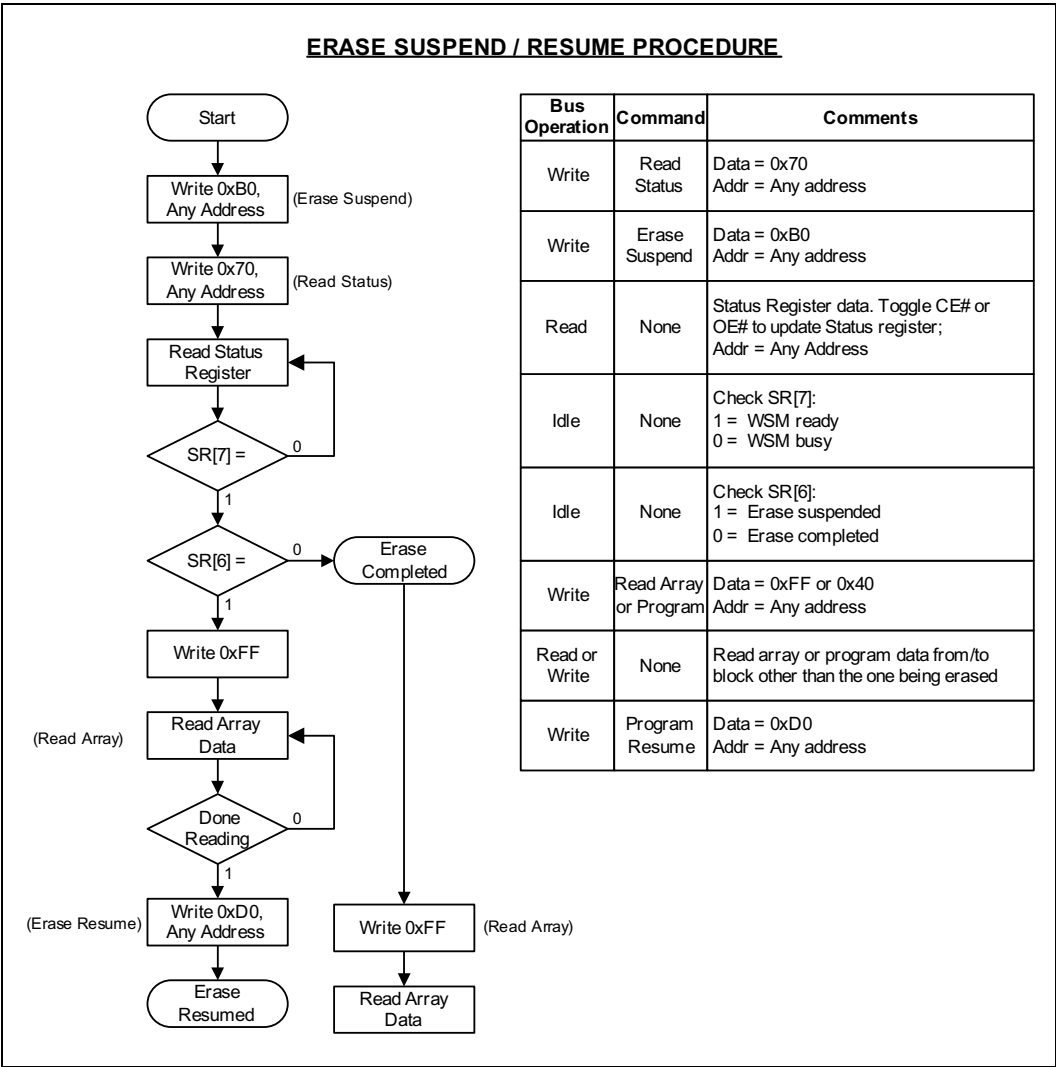 ERASE SUSPEND / RESUME PROCEDURE
Start
Write 0xB0,
Any Address
(Erase Suspend)
Write 0x70,
Any Address
(Read Status)
Read Status
Register
SR[7] =
0
1
SR[6] =
0
1
Erase
Completed
Write 0xFF
(Read Array)
Read Array
Data
Done
Reading
0
1
(Erase Resume)
Write 0xD0,
Any Address
Erase
Resumed
Write 0xFF
(Read Array)
Read Array
Data
Bus
Operation
Command
Comments
Write
Read
Status
Data = 0x70
Addr = Any address
Write
Erase
Suspend
Data = 0xB0
Addr = Any address
Read
None
Status Register data. Toggle CE# or
OE# to update Status register;
Addr = Any Address
Idle
None
Check SR[7]:
1 = WSM ready
0 = WSM busy
Idle
None
Check SR[6]:
1 = Erase suspended
0 = Erase completed
Write
Read Array
or Program
Data = 0xFF or 0x40
Addr = Any address
Read or
Write
None
Read array or program data from/to
block other than the one being erased
Write
Program
Resume
Data = 0xD0
Addr = Any address